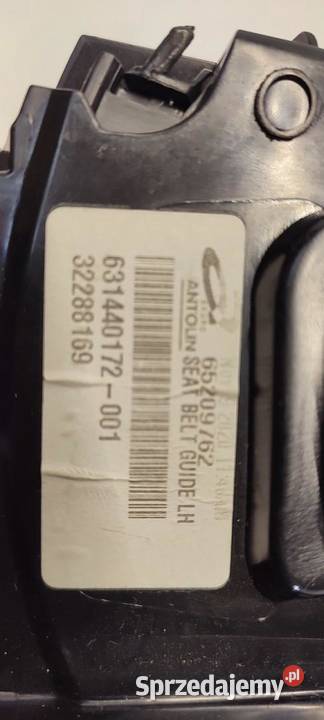 ANTOLIN
65209762
SEAT BELT GUIDE LH
631440172-001
32288169
Sprzedajemy.pl